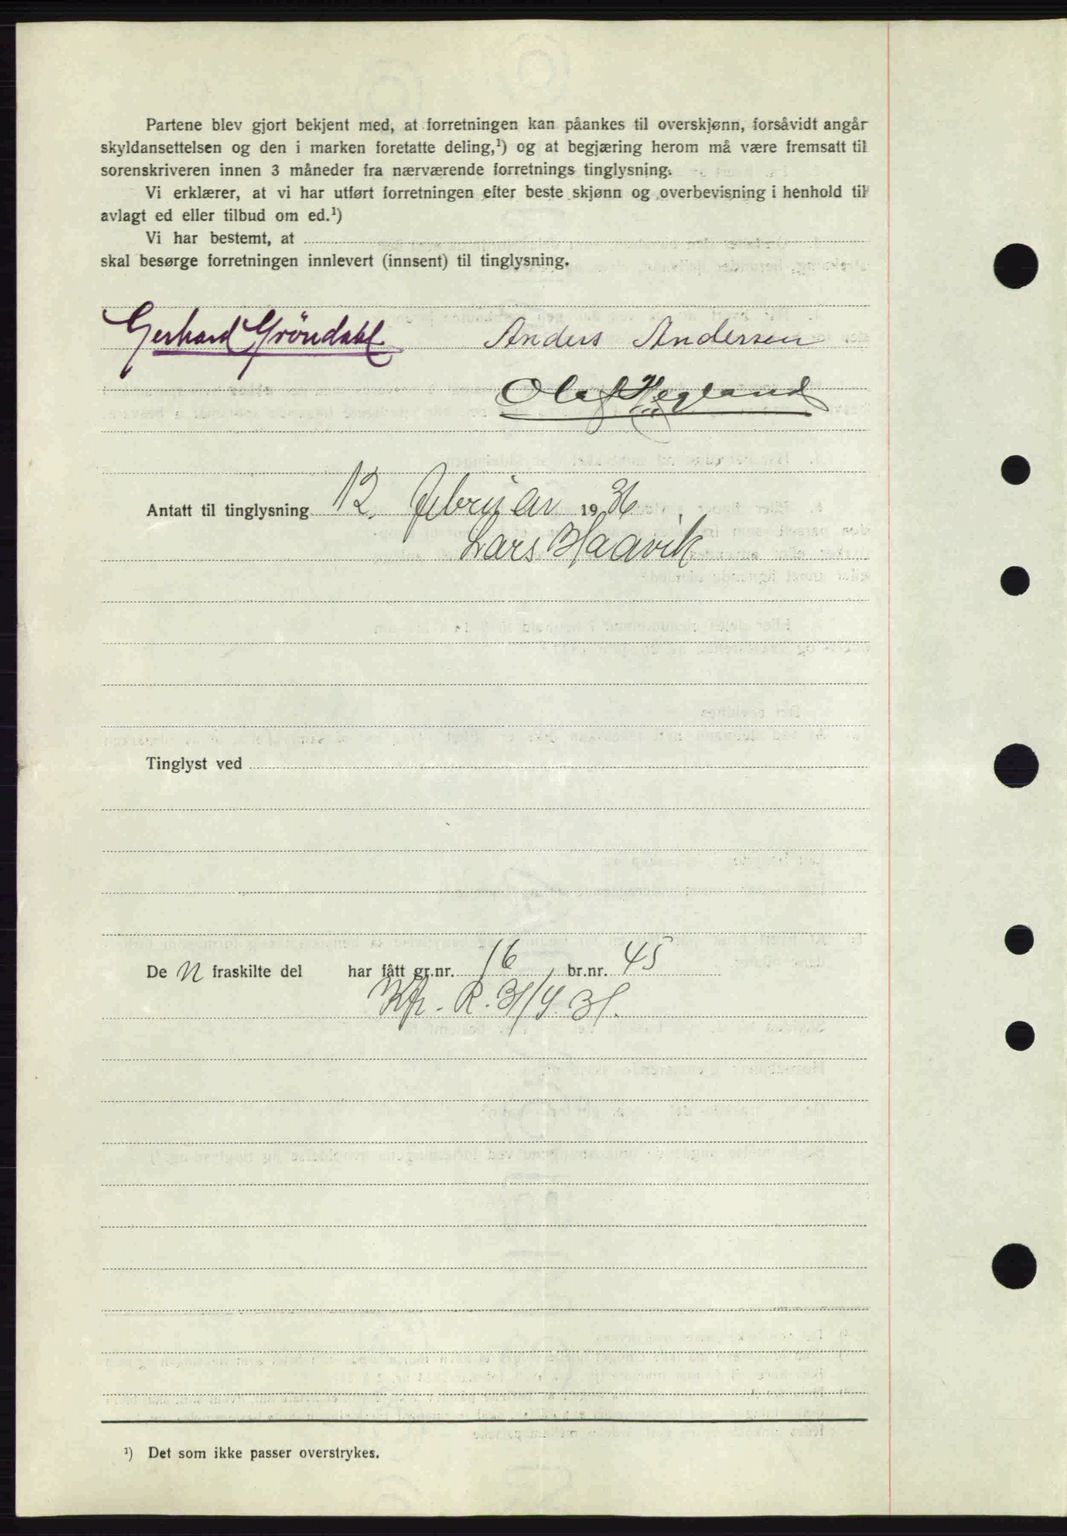 Partene blev gjort bekjent med, at forretningen kan påankes til overskjønn, forsåvidt angår
skyldansettelsen og den i marken foretatte deling,¹) og at begjæring herom må være fremsatt til
sorenskriveren innen 3 måneder fra nærværende forretnings tinglysning.
Vi erklærer, at vi har utført forretningen efter beste skjønn og overbevisning i henhold til
avlagt ed eller tilbud om ed.¹)
Vi har bestemt, at
skal besørge forretningen innlevert (innsent) til tinglysning.
Gerhard Gröndahl Anders Andersen
Olaf Hegland
Antatt til tinglysning 12. februar 1936
Lars Haavik
Tinglyst ved
De n fraskilte del har fått gr.nr. 16, br.nr. 45
¹) Det som ikke passer overstrykes.